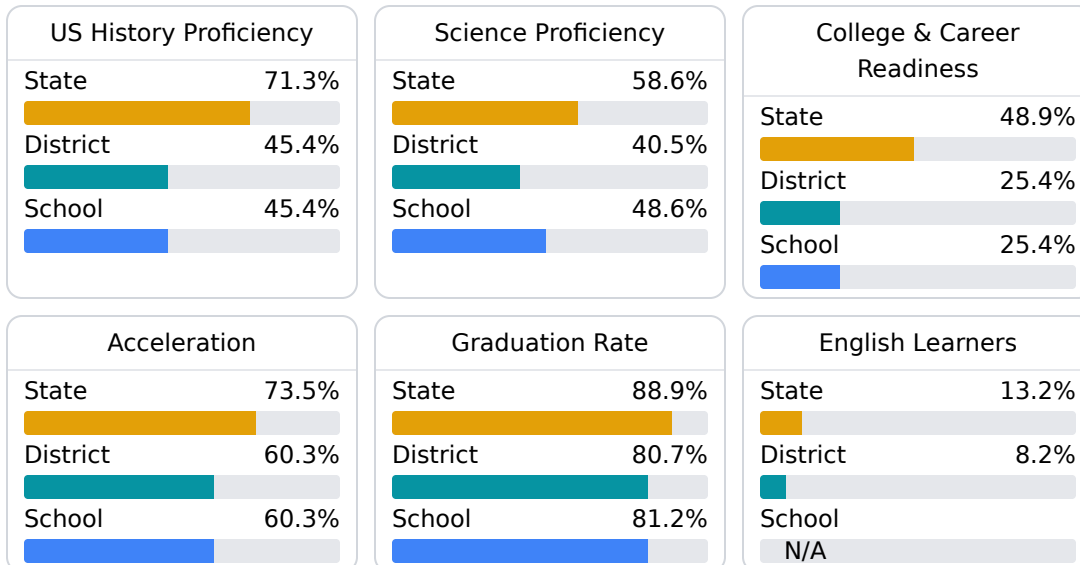 US History Proficiency
State 71.3%
District 45.4%
School 45.4%
Science Proficiency
State 58.6%
District 40.5%
School 48.6%
College & Career
Readiness
State 48.9%
District 25.4%
School 25.4%
Acceleration
State 73.5%
District 60.3%
School 60.3%
Graduation Rate
State 88.9%
District 80.7%
School 81.2%
English Learners
State 13.2%
District 8.2%
School
N/A